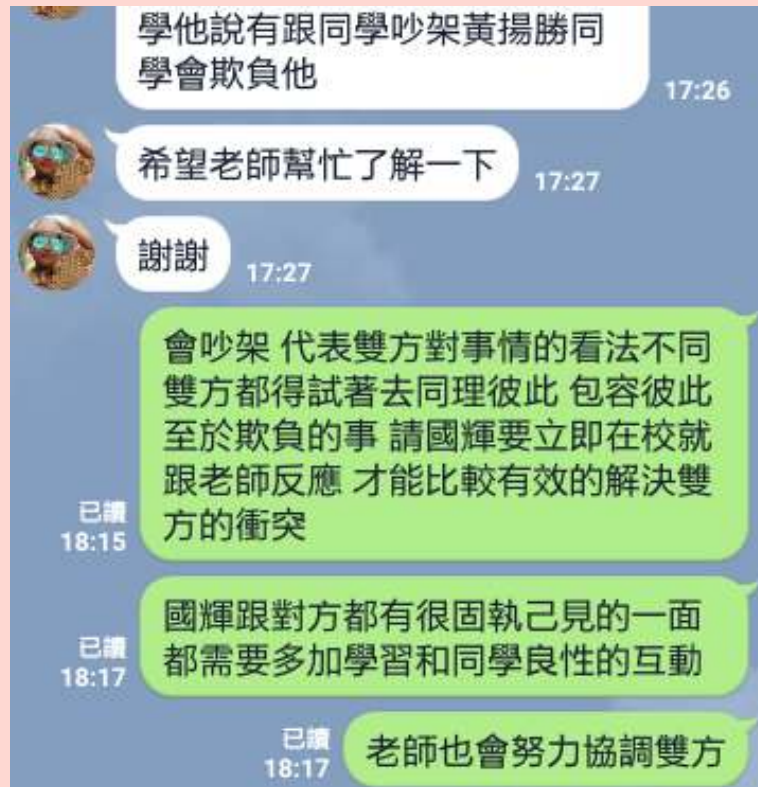 學他說有跟同學吵架黃揚勝同
學會欺負他
17:26
希望老師幫忙了解一下
17:27
謝謝
17:27
會吵架 代表雙方對事情的看法不同
雙方都得試著去同理彼此 包容彼此
至於欺負的事 請國輝要立即在校就
跟老師反應 才能比較有效的解決雙
方的衝突
已讀
18:15
國輝跟對方都有很固執己見的一面
都需要多加學習和同學良性的互動
已讀
18:17
老師也會努力協調雙方
已讀
18:17